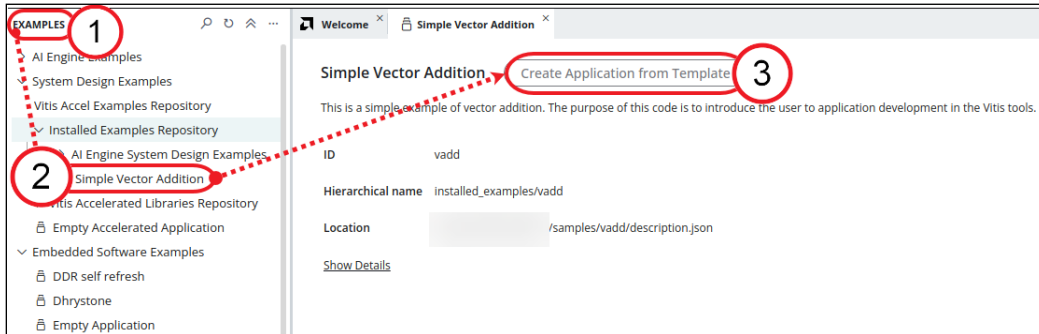 EXAMPLES
1
AI Engine Examples
System Design Examples
Vitis Accel Examples Repository
Installed Examples Repository
AI Engine System Design Examples
2
Simple Vector Addition
Vitis Accelerated Libraries Repository
Empty Accelerated Application
Embedded Software Examples
DDR self refresh
Dhrystone
Empty Application
Welcome
Simple Vector Addition
Simple Vector Addition
Create Application from Template
3
This is a simple example of vector addition. The purpose of this code is to introduce the user to application development in the Vitis tools.
ID vadd
Hierarchical name installed_examples/vadd
Location /samples/vadd/description.json
Show Details